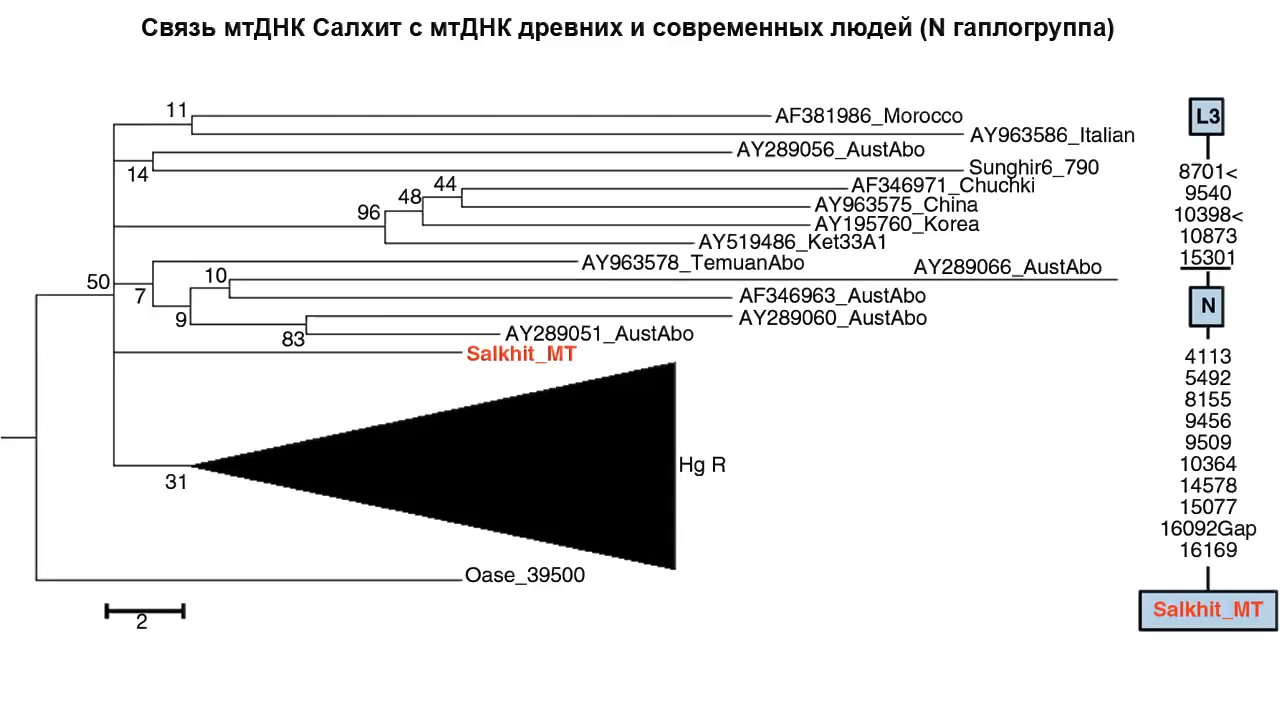 Связь мтДНК Салхит с мтДНК древних и современных людей (N гаплогруппа)
11
AF381986_Morocco
AY963586_Italian
14
AY289056_AustAbo
Sunghir6_790
96
48
44
AF346971_Chuchki
AY963575_China
AY195760_Korea
AY519486_Ket33A1
50
7
AY963578_TemuanAbo
9
10
AY289066_AustAbo
AF346963_AustAbo
83
AY289060_AustAbo
AY289051_AustAbo
Salkhit_MT
31
Hg R
Oase_39500
2
L3
8701<
9540
10398<
10873
15301
N
4113
5492
8155
9456
9509
10364
14578
15077
16092Gap
16169
Salkhit_MT